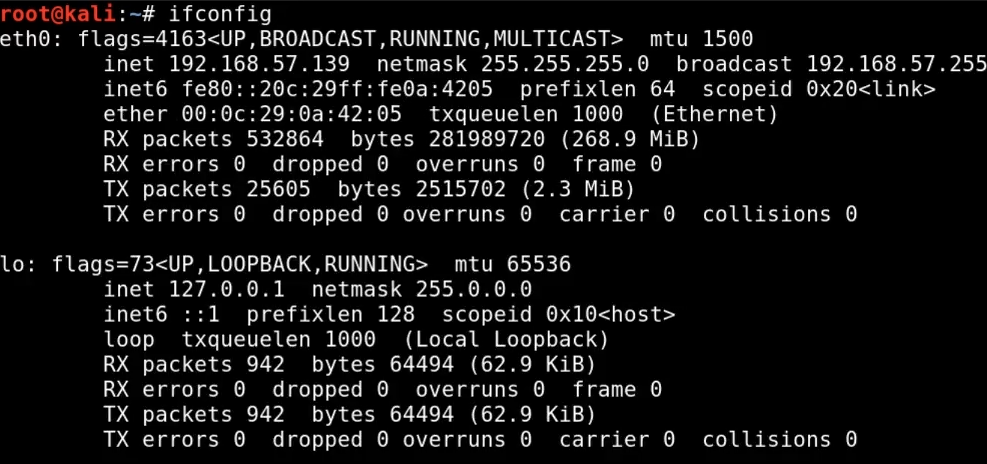 root@kali:~# ifconfig
eth0: flags=4163<UP,BROADCAST,RUNNING,MULTICAST>  mtu 1500
        inet 192.168.57.139  netmask 255.255.255.0  broadcast 192.168.57.255
        inet6 fe80::20c:29ff:fe0a:4205  prefixlen 64  scopeid 0x20<link>
        ether 00:0c:29:0a:42:05  txqueuelen 1000  (Ethernet)
        RX packets 532864  bytes 281989720 (268.9 MiB)
        RX errors 0  dropped 0  overruns 0  frame 0
        TX packets 25605  bytes 2515702 (2.3 MiB)
        TX errors 0  dropped 0 overruns 0  carrier 0  collisions 0

lo: flags=73<UP,LOOPBACK,RUNNING>  mtu 65536
        inet 127.0.0.1  netmask 255.0.0.0
        inet6 ::1  prefixlen 128  scopeid 0x10<host>
        loop  txqueuelen 1000  (Local Loopback)
        RX packets 942  bytes 64494 (62.9 KiB)
        RX errors 0  dropped 0  overruns 0  frame 0
        TX packets 942  bytes 64494 (62.9 KiB)
        TX errors 0  dropped 0 overruns 0  carrier 0  collisions 0